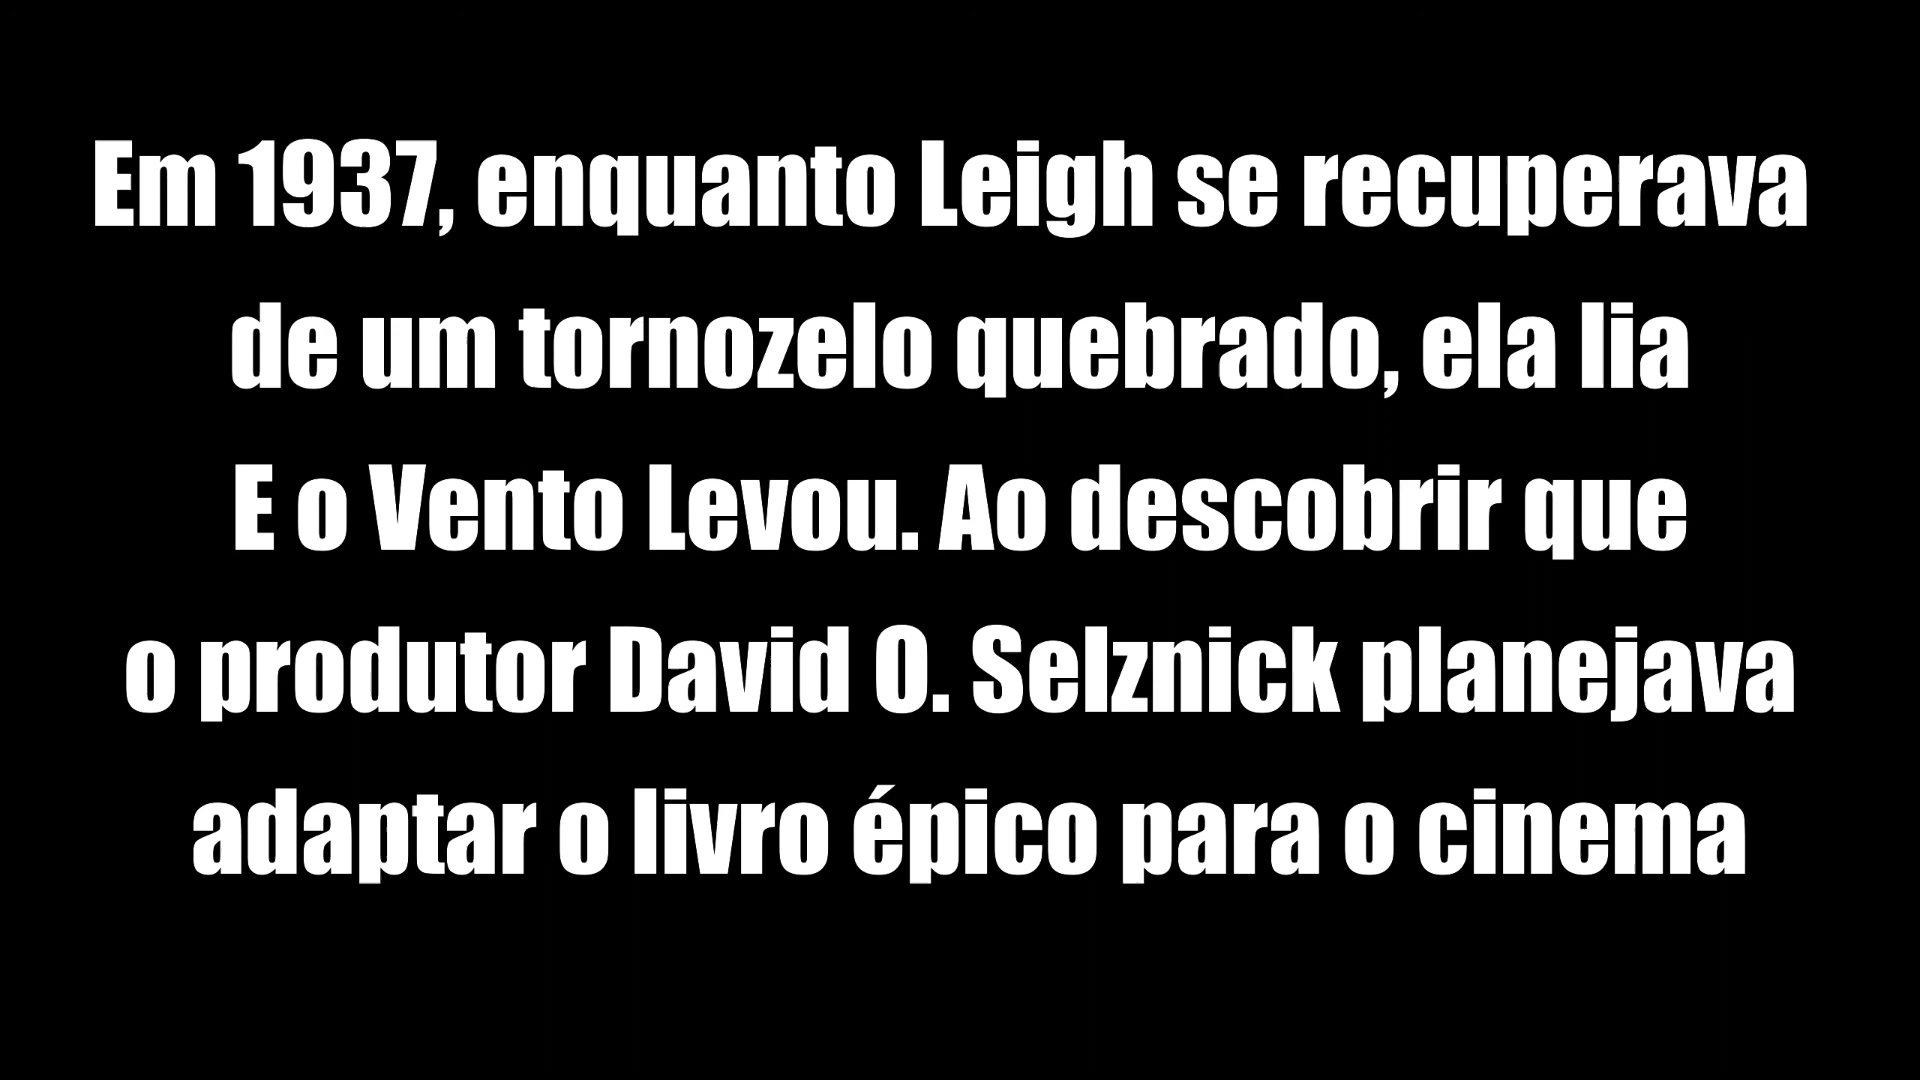 Em 1937, enquanto Leigh se recuperava
de um tornozelo quebrado, ela lia
E o Vento Levou. Ao descobrir que
o produtor David O. Selznick planejava
adaptar o livro épico para o cinema